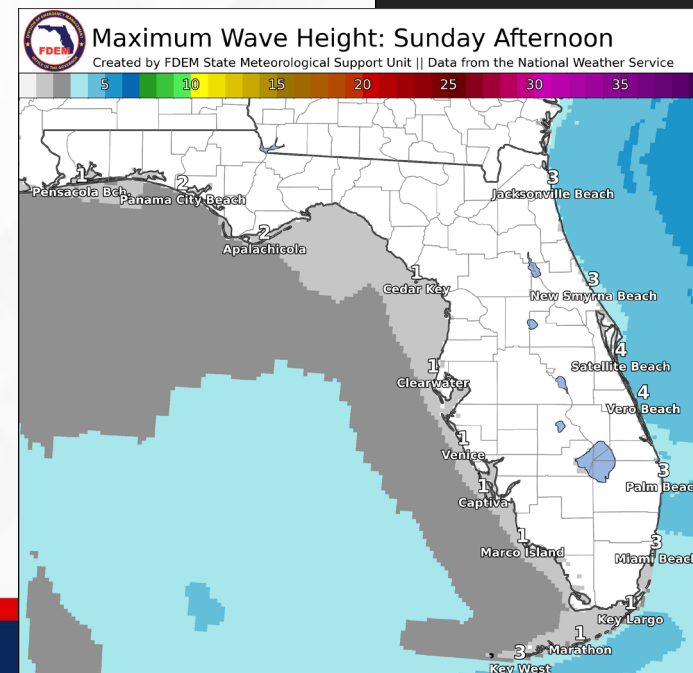 FDEM
Maximum Wave Height: Sunday Afternoon
Created by FDEM State Meteorological Support Unit || Data from the National Weather Service
5 10 15 20 25 30 35
1
Pensacola Bch.
2
Panama City Beach
2
Apalachicola
3
Jacksonville Beach
1
Cedar Key
3
New Smyrna Beach
1
Clearwater
4
Satellite Beach
4
Vero Beach
1
Venice
3
Palm Beac
1
Captiva
1
Marco Island
3
Miami Beach
1
Key Largo
1
Marathon
3
Key West